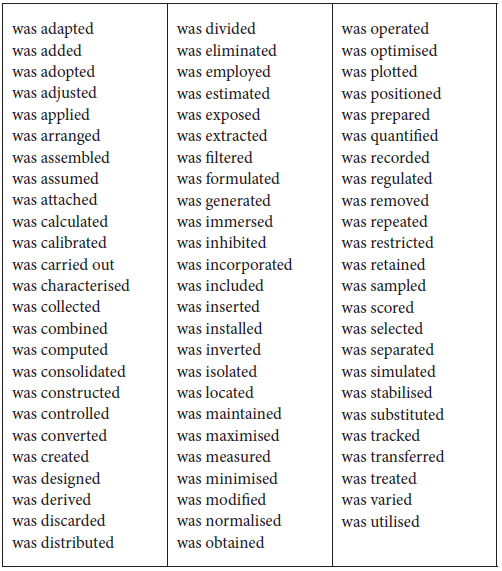 was adapted
was added
was adopted
was adjusted
was applied
was arranged
was assembled
was assumed
was attached
was calculated
was calibrated
was carried out
was characterised
was collected
was combined
was computed
was consolidated
was constructed
was controlled
was converted
was created
was designed
was derived
was discarded
was distributed
was divided
was eliminated
was employed
was estimated
was exposed
was extracted
was filtered
was formulated
was generated
was immersed
was inhibited
was incorporated
was included
was inserted
was installed
was inverted
was isolated
was located
was maintained
was maximised
was measured
was minimised
was modified
was normalised
was obtained
was operated
was optimised
was plotted
was positioned
was prepared
was quantified
was recorded
was regulated
was removed
was repeated
was restricted
was retained
was sampled
was scored
was selected
was separated
was simulated
was stabilised
was substituted
was tracked
was transferred
was treated
was varied
was utilised